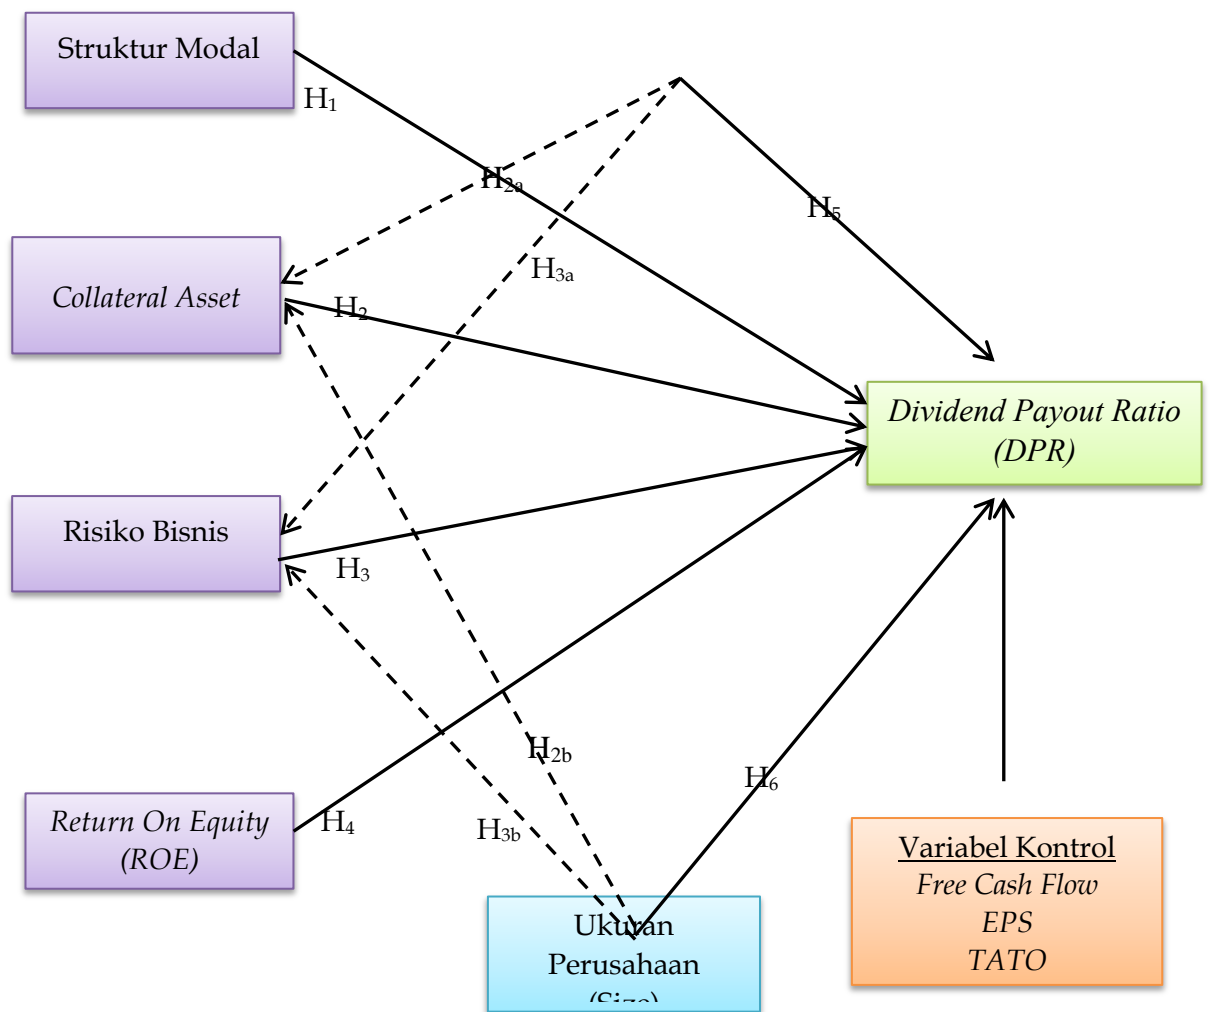 Struktur Modal
H1
H2a
H5
Collateral Asset
H3a
H2
Dividend Payout Ratio
(DPR)
Risiko Bisnis
H3
H2b
H6
Return On Equity
(ROE)
H4
H3b
Variabel Kontrol
Free Cash Flow
EPS
TATO
Ukuran
Perusahaan
(Size)